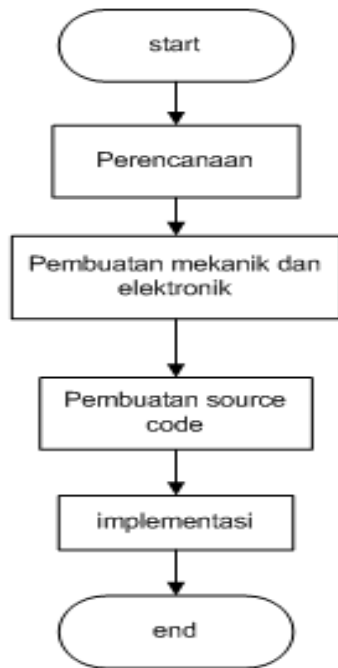 start
Perencanaan
Pembuatan mekanik dan
elektronik
Pembuatan source
code
implementasi
end